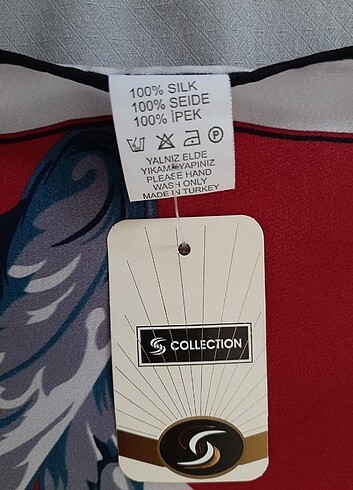 100% SILK
100% SEIDE
100% İPEK
P
YALNIZ ELDE
YIKAMA YAPINIZ
PLEASE HAND
WASH ONLY
MADE IN TURKEY
S COLLECTION
S